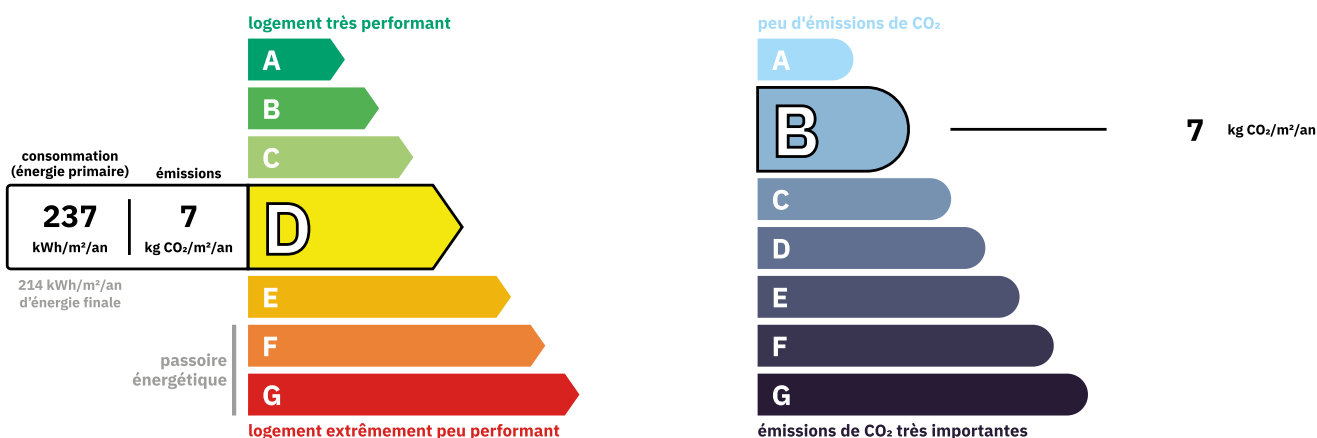 logement très performant
A
B
C
consommation
(énergie primaire)
émissions
237
kWh/m²/an
7
kg CO₂/m²/an
D
214 kWh/m²/an
d'énergie finale
E
passoire
énergétique
F
G
logement extrêmement peu performant
peu d'émissions de CO₂
A
B
7 kg CO₂/m²/an
C
D
E
F
G
émissions de CO₂ très importantes